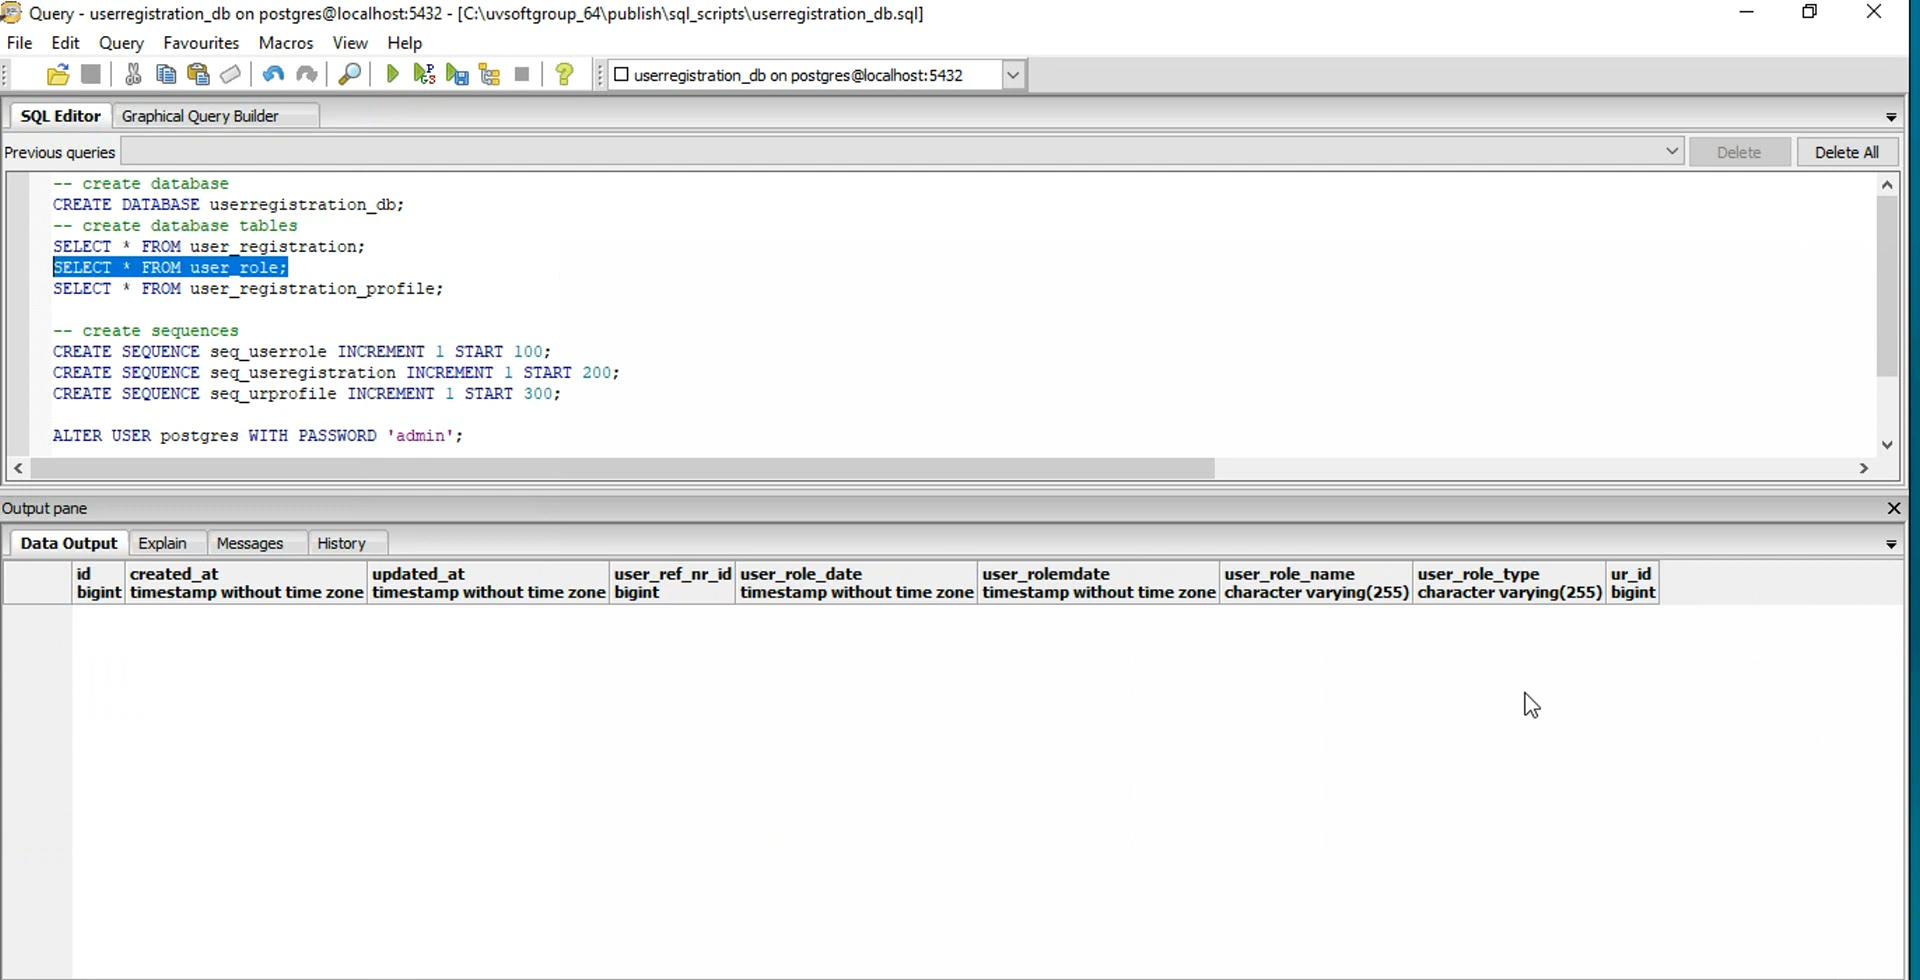 Query - userregistration_db on postgres@localhost:5432 - [C:\uvsoftgroup_64\publish\sql_scripts\userregistration_db.sql]
File Edit Query Favourites Macros View Help
userregistration_db on postgres@localhost:5432
SQL Editor Graphical Query Builder
Previous queries Delete Delete All
-- create database
CREATE DATABASE userregistration_db;
-- create database tables
SELECT * FROM user_registration;
SELECT * FROM user_role;
SELECT * FROM user_registration_profile;
-- create sequences
CREATE SEQUENCE seq_userrole INCREMENT 1 START 100;
CREATE SEQUENCE seq_useregistration INCREMENT 1 START 200;
CREATE SEQUENCE seq_urprofile INCREMENT 1 START 300;
ALTER USER postgres WITH PASSWORD 'admin';
Output pane
Data Output Explain Messages History
id created_at updated_at user_ref_nr_id user_role_date user_rolemdate user_role_name user_role_type ur_id
bigint timestamp without time zone timestamp without time zone bigint timestamp without time zone timestamp without time zone character varying(255) character varying(255) bigint